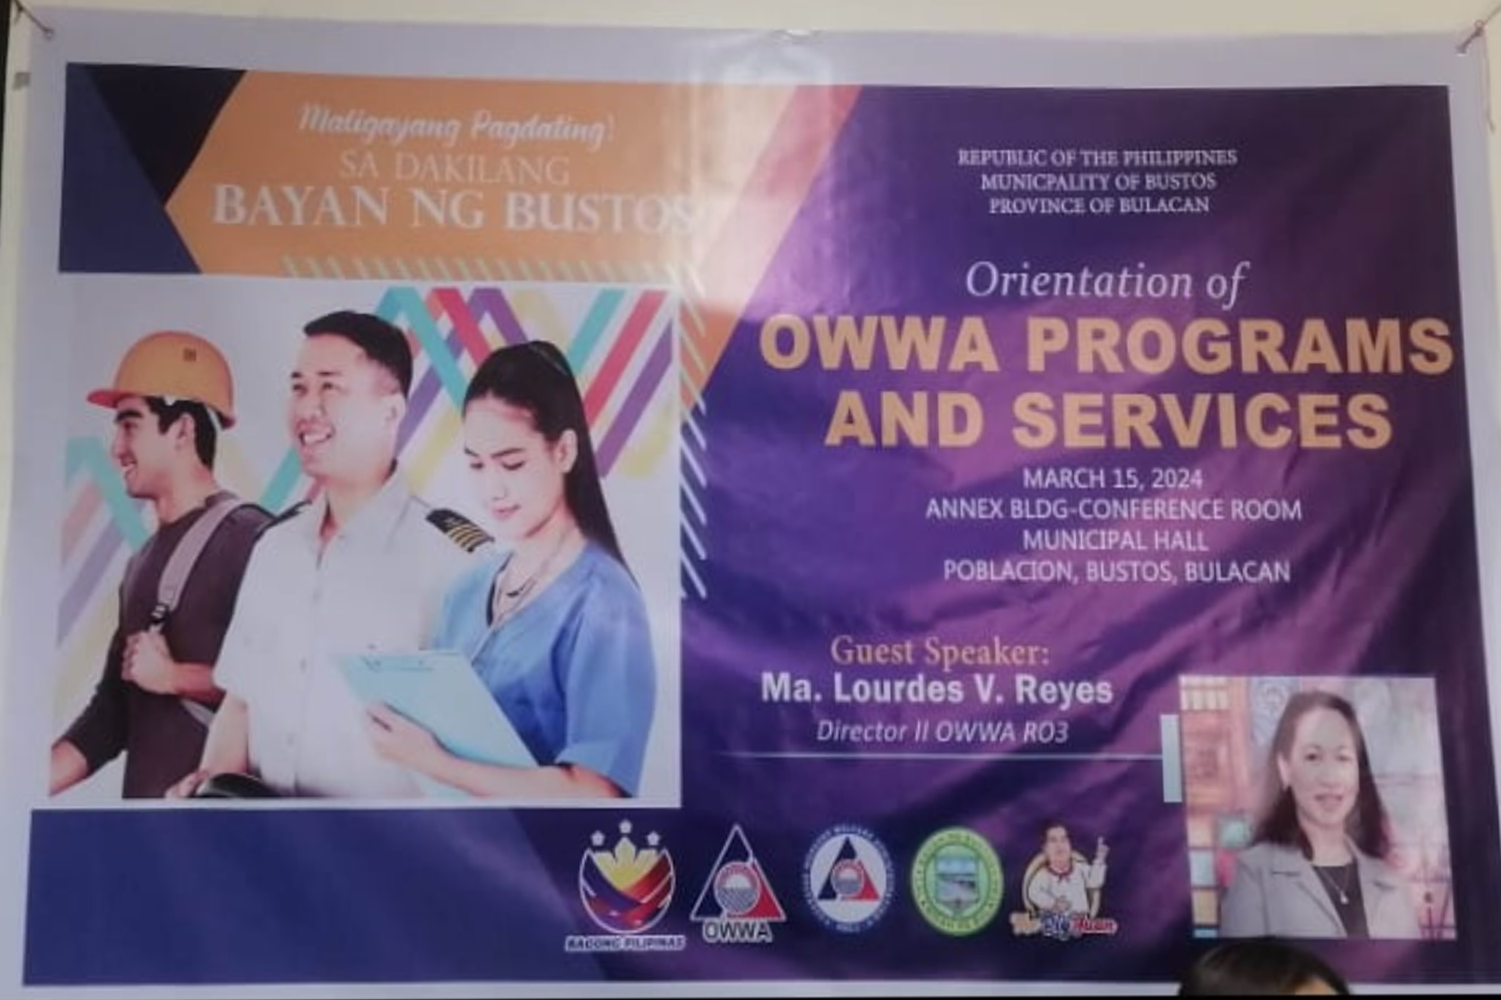 Maligayang Pagdating!
SA DAKILANG
BAYAN NG BUSTOS
REPUBLIC OF THE PHILIPPINES
MUNICPALITY OF BUSTOS
PROVINCE OF BULACAN
Orientation of
OWWA PROGRAMS
AND SERVICES
MARCH 15, 2024
ANNEX BLDG-CONFERENCE ROOM
MUNICIPAL HALL
POBLACION, BUSTOS, BULACAN
Guest Speaker:
Ma. Lourdes V. Reyes
Director II OWWA RO3
BAGONG PILIPINAS
OWWA